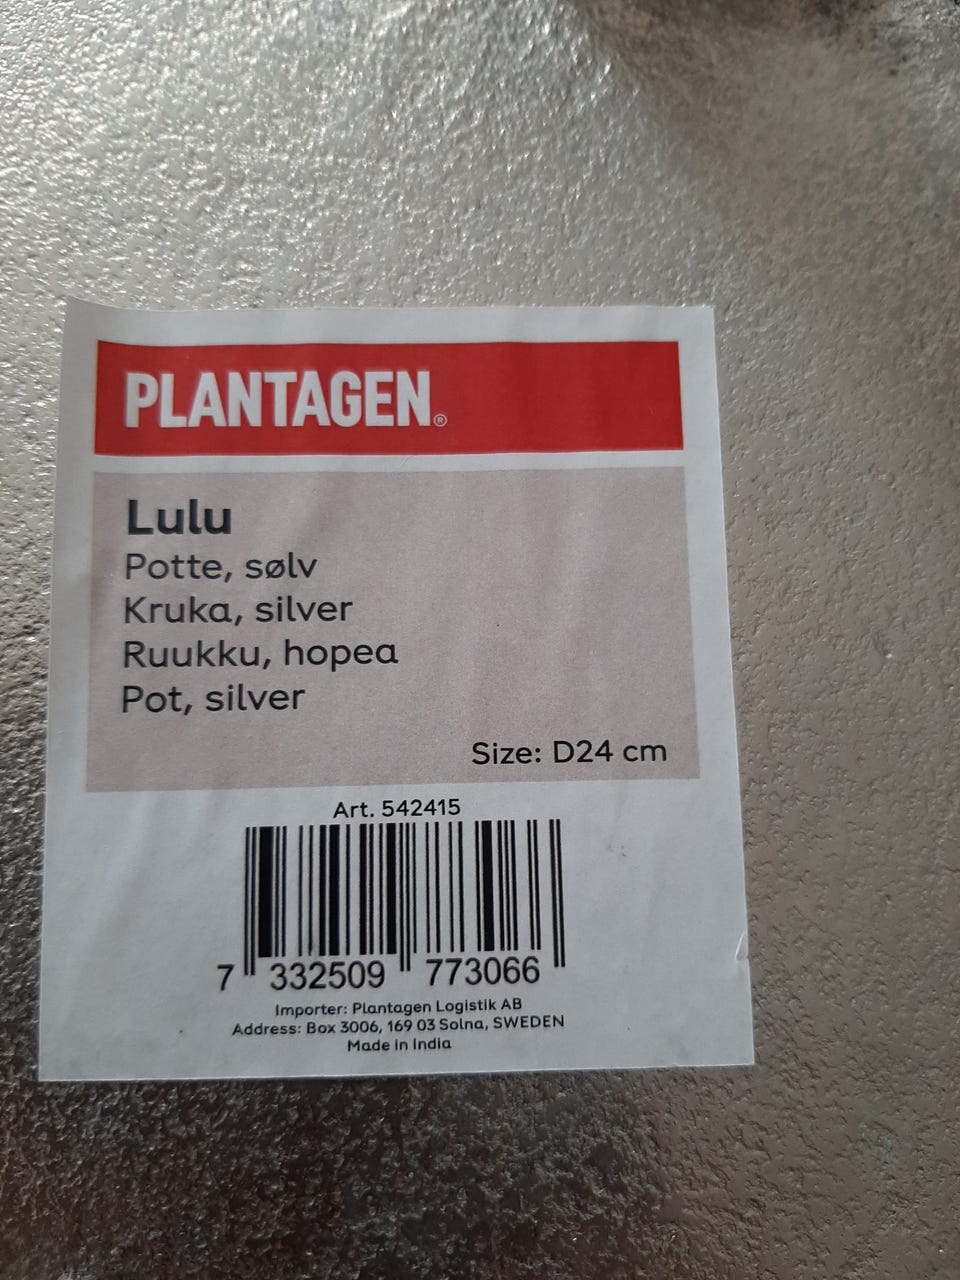 PLANTAGEN®
Lulu
Potte, sølv
Kruka, silver
Ruukku, hopea
Pot, silver
Size: D24 cm
Art. 542415
7 332509 773066
Importer: Plantagen Logistik AB
Address: Box 3006, 169 03 Solna, SWEDEN
Made in India